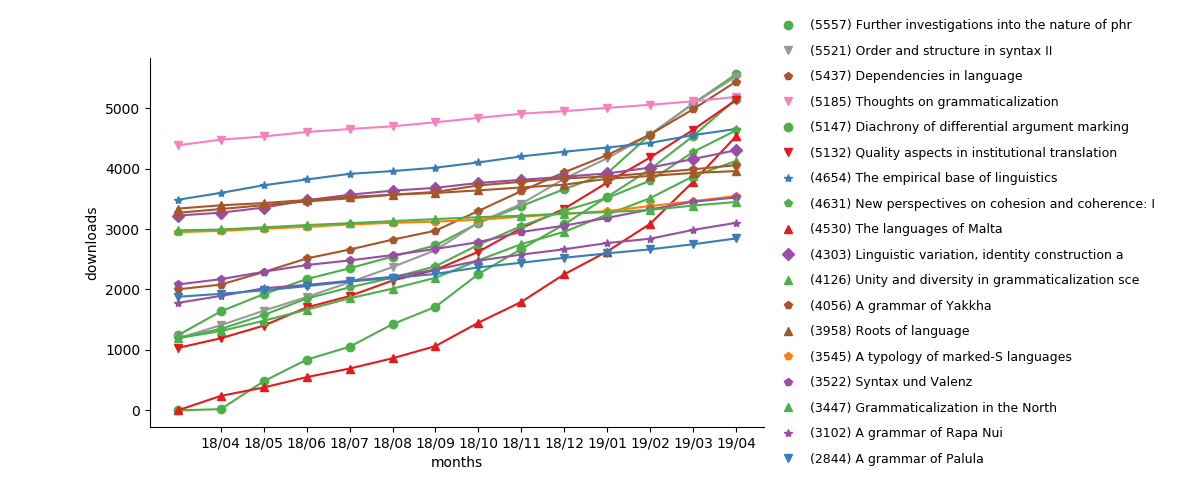 (5557) Further investigations into the nature of phr
(5521) Order and structure in syntax II
(5437) Dependencies in language
(5185) Thoughts on grammaticalization
(5147) Diachrony of differential argument marking
(5132) Quality aspects in institutional translation
(4654) The empirical base of linguistics
(4631) New perspectives on cohesion and coherence: I
(4530) The languages of Malta
(4303) Linguistic variation, identity construction a
(4126) Unity and diversity in grammaticalization sce
(4056) A grammar of Yakkha
(3958) Roots of language
(3545) A typology of marked-S languages
(3522) Syntax und Valenz
(3447) Grammaticalization in the North
(3102) A grammar of Rapa Nui
(2844) A grammar of Palula
downloads
5000
4000
3000
2000
1000
0
18/04 18/05 18/06 18/07 18/08 18/09 18/10 18/11 18/12 19/01 19/02 19/03 19/04
months